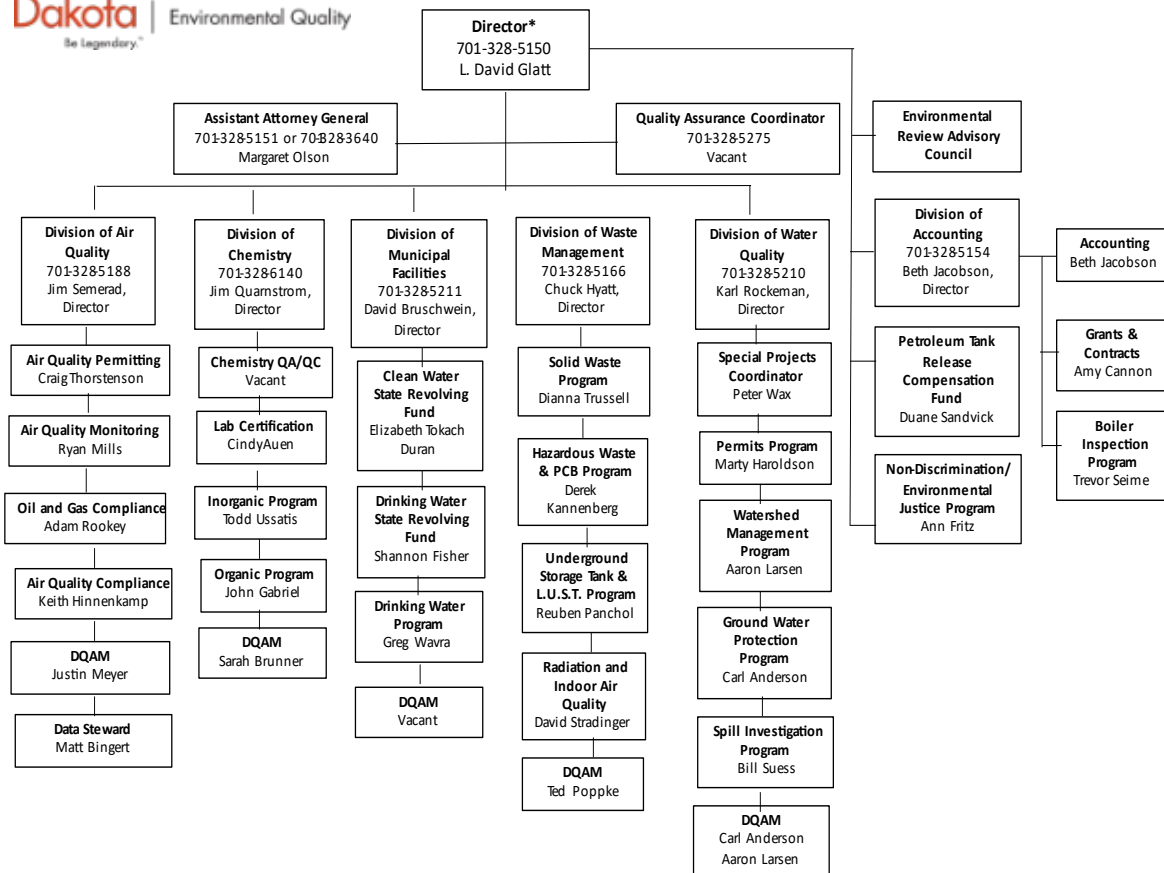 Dakota | Environmental Quality
Be Legendary.™
Director*
701-328-5150
L. David Glatt
Assistant Attorney General
701-328-5151 or 701-328-3640
Margaret Olson
Quality Assurance Coordinator
701-328-5275
Vacant
Environmental
Review Advisory
Council
Division of Air
Quality
701-328-5188
Jim Semerad,
Director
Air Quality Permitting
Craig Thorstenson
Air Quality Monitoring
Ryan Mills
Oil and Gas Compliance
Adam Rookey
Air Quality Compliance
Keith Hinnenkamp
DQAM
Justin Meyer
Data Steward
Matt Bingert
Division of
Chemistry
701-328-6140
Jim Quarnstrom,
Director
Chemistry QA/QC
Vacant
Lab Certification
Cindy Auen
Inorganic Program
Todd Ussatis
Organic Program
John Gabriel
DQAM
Sarah Brunner
Division of
Municipal
Facilities
701-328-5211
David Bruschwein,
Director
Clean Water
State Revolving
Fund
Elizabeth Tokach
Duran
Drinking Water
State Revolving
Fund
Shannon Fisher
Drinking Water
Program
Greg Wavra
DQAM
Vacant
Division of Waste
Management
701-328-5166
Chuck Hyatt,
Director
Solid Waste
Program
Dianna Trussell
Hazardous Waste
& PCB Program
Derek
Kannenberg
Underground
Storage Tank &
L.U.S.T. Program
Reuben Panchol
Radiation and
Indoor Air
Quality
David Stradinger
DQAM
Ted Poppke
Division of Water
Quality
701-328-5210
Karl Rockeman,
Director
Special Projects
Coordinator
Peter Wax
Permits Program
Marty Haroldson
Watershed
Management
Program
Aaron Larsen
Ground Water
Protection
Program
Carl Anderson
Spill Investigation
Program
Bill Suess
DQAM
Carl Anderson
Aaron Larsen
Division of
Accounting
701-328-5154
Beth Jacobson,
Director
Petroleum Tank
Release
Compensation
Fund
Duane Sandvick
Non-Discrimination/
Environmental
Justice Program
Ann Fritz
Accounting
Beth Jacobson
Grants &
Contracts
Amy Cannon
Boiler
Inspection
Program
Trevor Seime